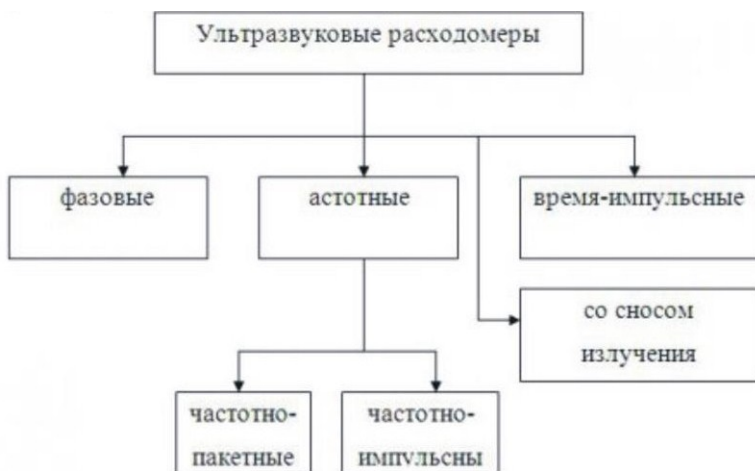 Ультразвуковые расходомеры
фазовые
астотные
время-импульсные
со сносом
излучения
частотно-
пакетные
частотно-
импульсны